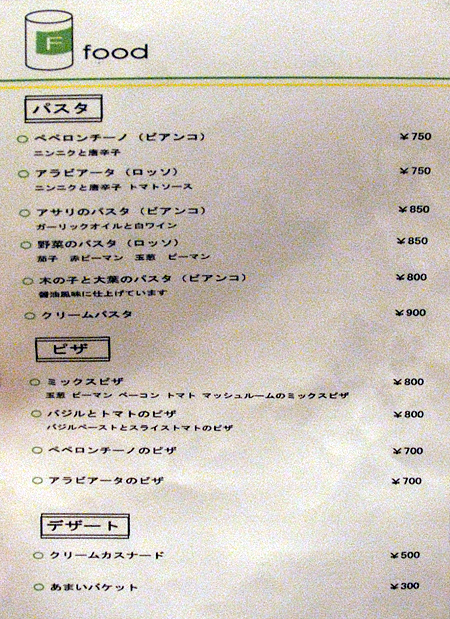 F food
パスタ
ペペロンチーノ（ビアンコ） ￥750
ニンニクと唐辛子
アラビアータ（ロッソ） ￥750
ニンニクと唐辛子 トマトソース
アサリのパスタ（ビアンコ） ￥850
ガーリックオイルと白ワイン
野菜のパスタ（ロッソ） ￥850
茄子 赤ピーマン 玉葱 ピーマン
木の子と大葉のパスタ（ビアンコ） ￥800
醤油風味に仕上げています
クリームパスタ ￥900
ピザ
ミックスピザ ￥800
玉葱 ピーマン ベーコン トマト マッシュルームのミックスピザ
バジルとトマトのピザ ￥800
バジルペーストとスライストマトのピザ
ペペロンチーノのピザ ￥700
アラビアータのピザ ￥700
デザート
クリームカスナード ￥500
あまいバケット ￥300